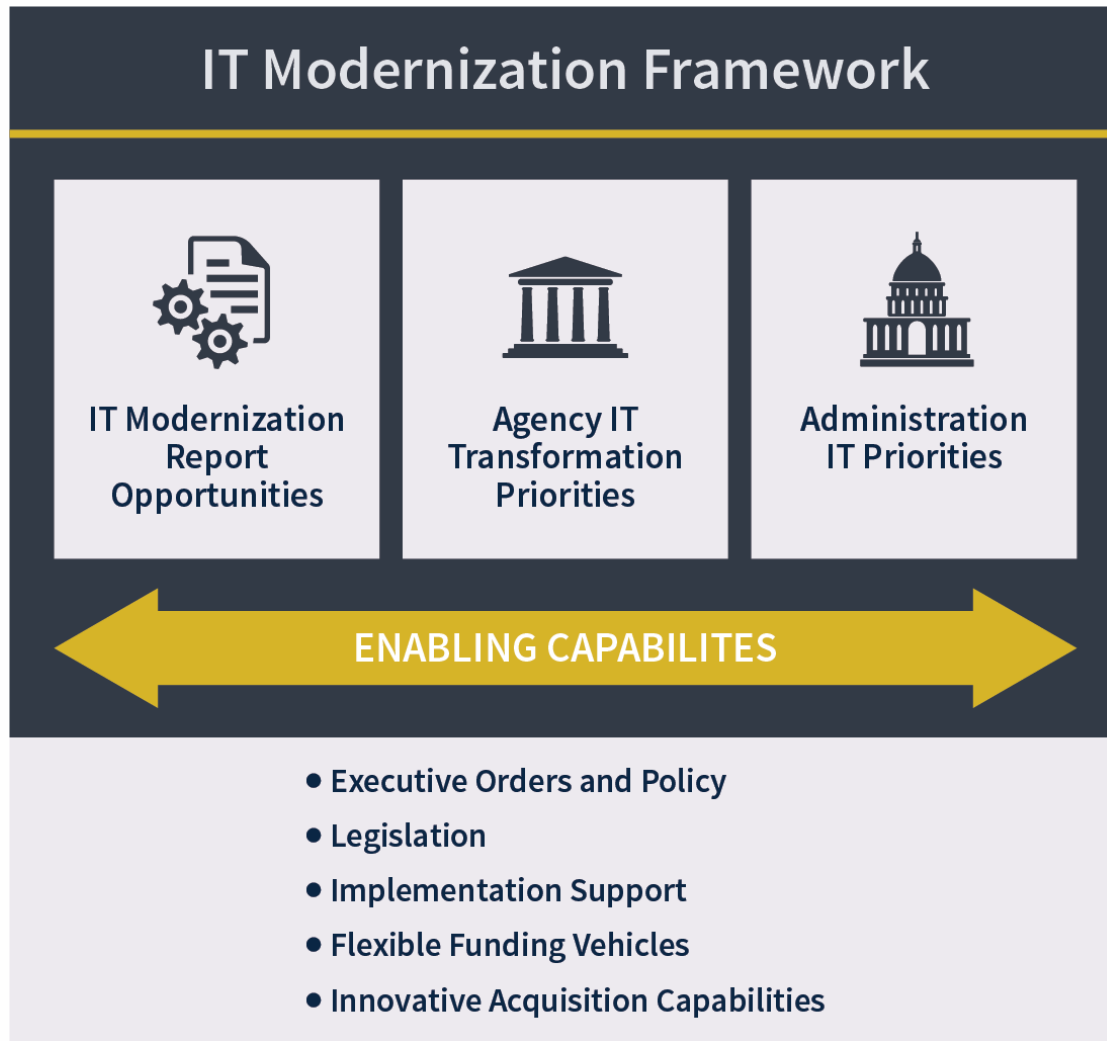 IT Modernization Framework
IT Modernization
Report
Opportunities
Agency IT
Transformation
Priorities
Administration
IT Priorities
ENABLING CAPABILITES
• Executive Orders and Policy
• Legislation
• Implementation Support
• Flexible Funding Vehicles
• Innovative Acquisition Capabilities